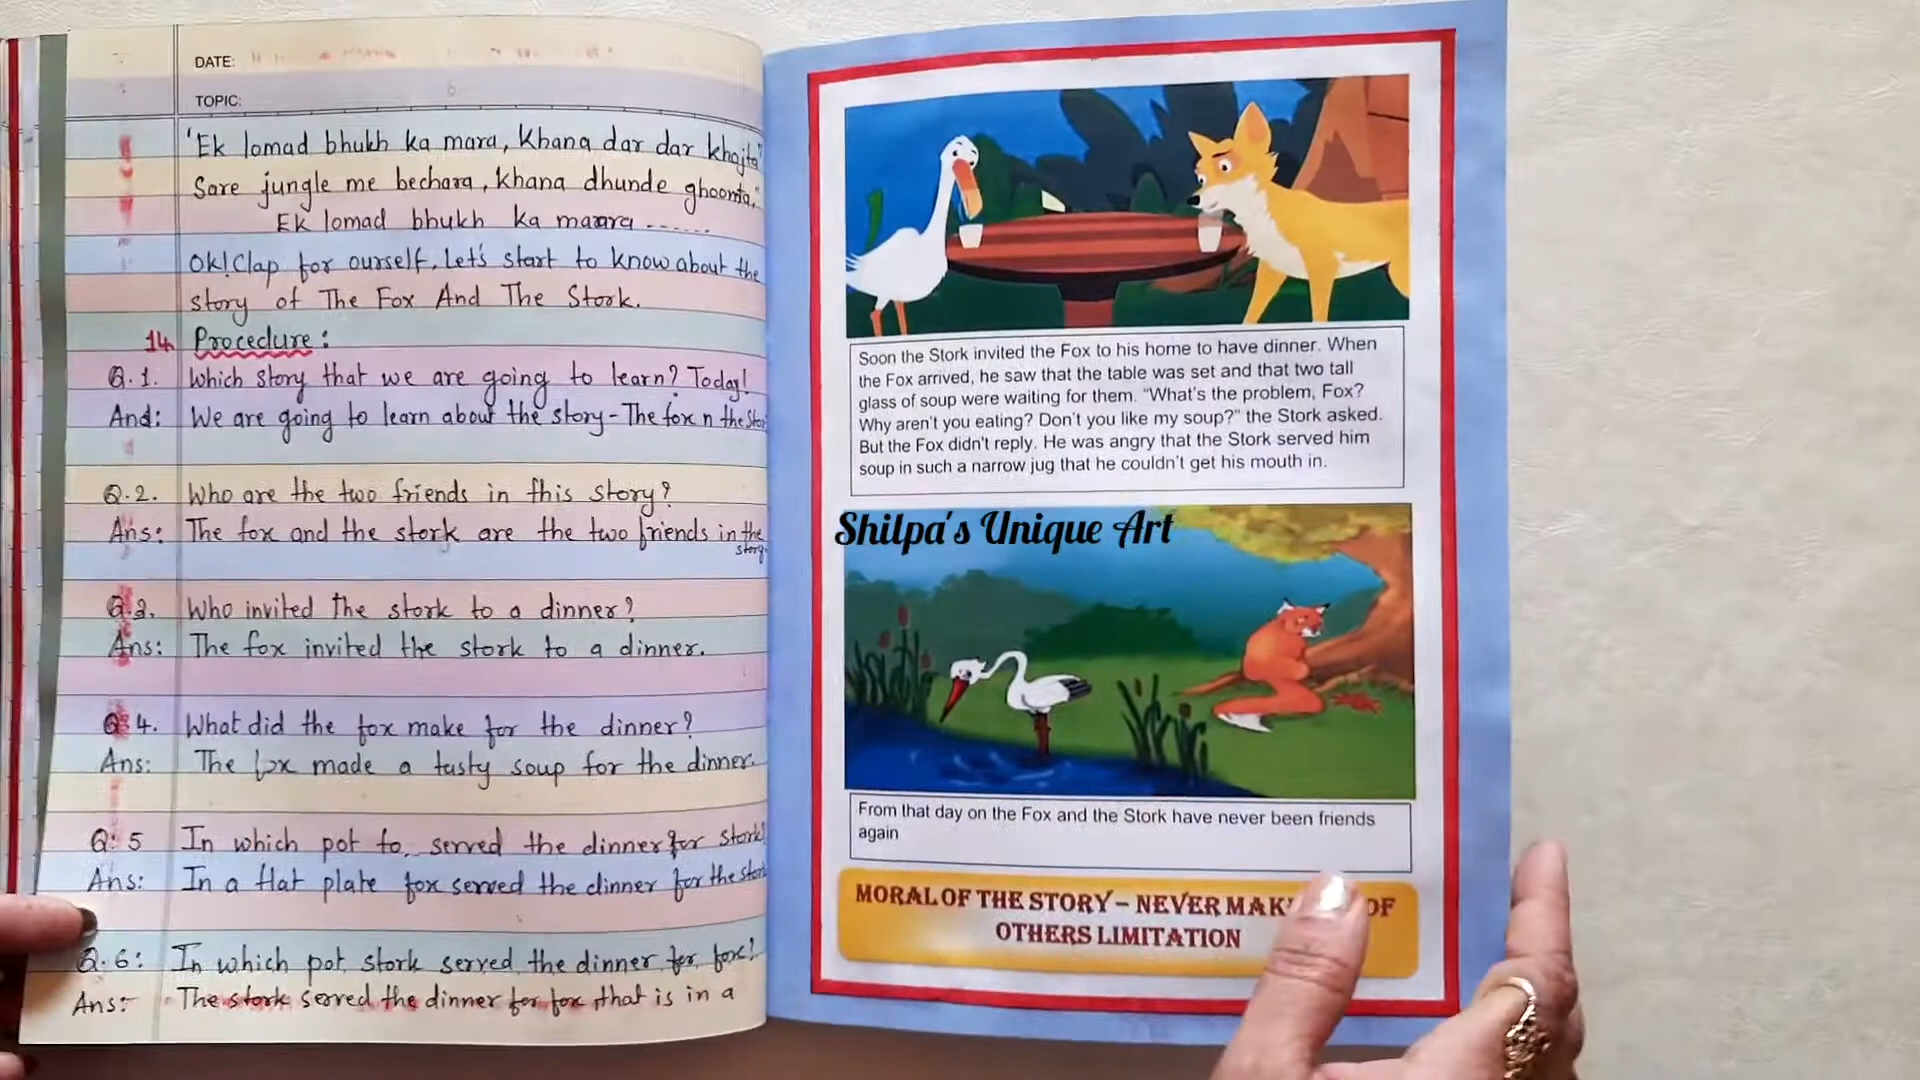 DATE:
TOPIC:
'Ek lomad bhukh ka mara, Khana dar dar khojta"
Sare jungle me bechara, khana dhunde ghoomta,"
Ek lomad bhukh ka maara .......
Ok! Clap for ourself. Let's start to know about the
story of The Fox And The Stork.
14. Procedure:
Q.1. Which story that we are going to learn? Today!
And: We are going to learn about the story - The fox n the
Q.2. Who are the two friends in this story?
Ans: The fox and the stork are the two friends in the
story.
Q.3. Who invited the stork to a dinner?
Ans: The fox invited the stork to a dinner.
Q.4. What did the fox make for the dinner?
Ans: The fox made a tasty soup for the dinner.
Q: 5 In which pot to, served the dinner for stork?
Ans: In a flat plate fox served the dinner for the
Q.6: In which pot stork served the dinner for fox?
Ans:- The stork served the dinner for fox that is in a
Soon the Stork invited the Fox to his home to have dinner. When
the Fox arrived, he saw that the table was set and that two tall
glass of soup were waiting for them. "What's the problem, Fox?
Why aren't you eating? Don't you like my soup?" the Stork asked.
But the Fox didn't reply. He was angry that the Stork served him
soup in such a narrow jug that he couldn't get his mouth in.
Shilpa's Unique Art
From that day on the Fox and the Stork have never been friends
again
MORAL OF THE STORY – NEVER OF
OTHERS LIMITATION